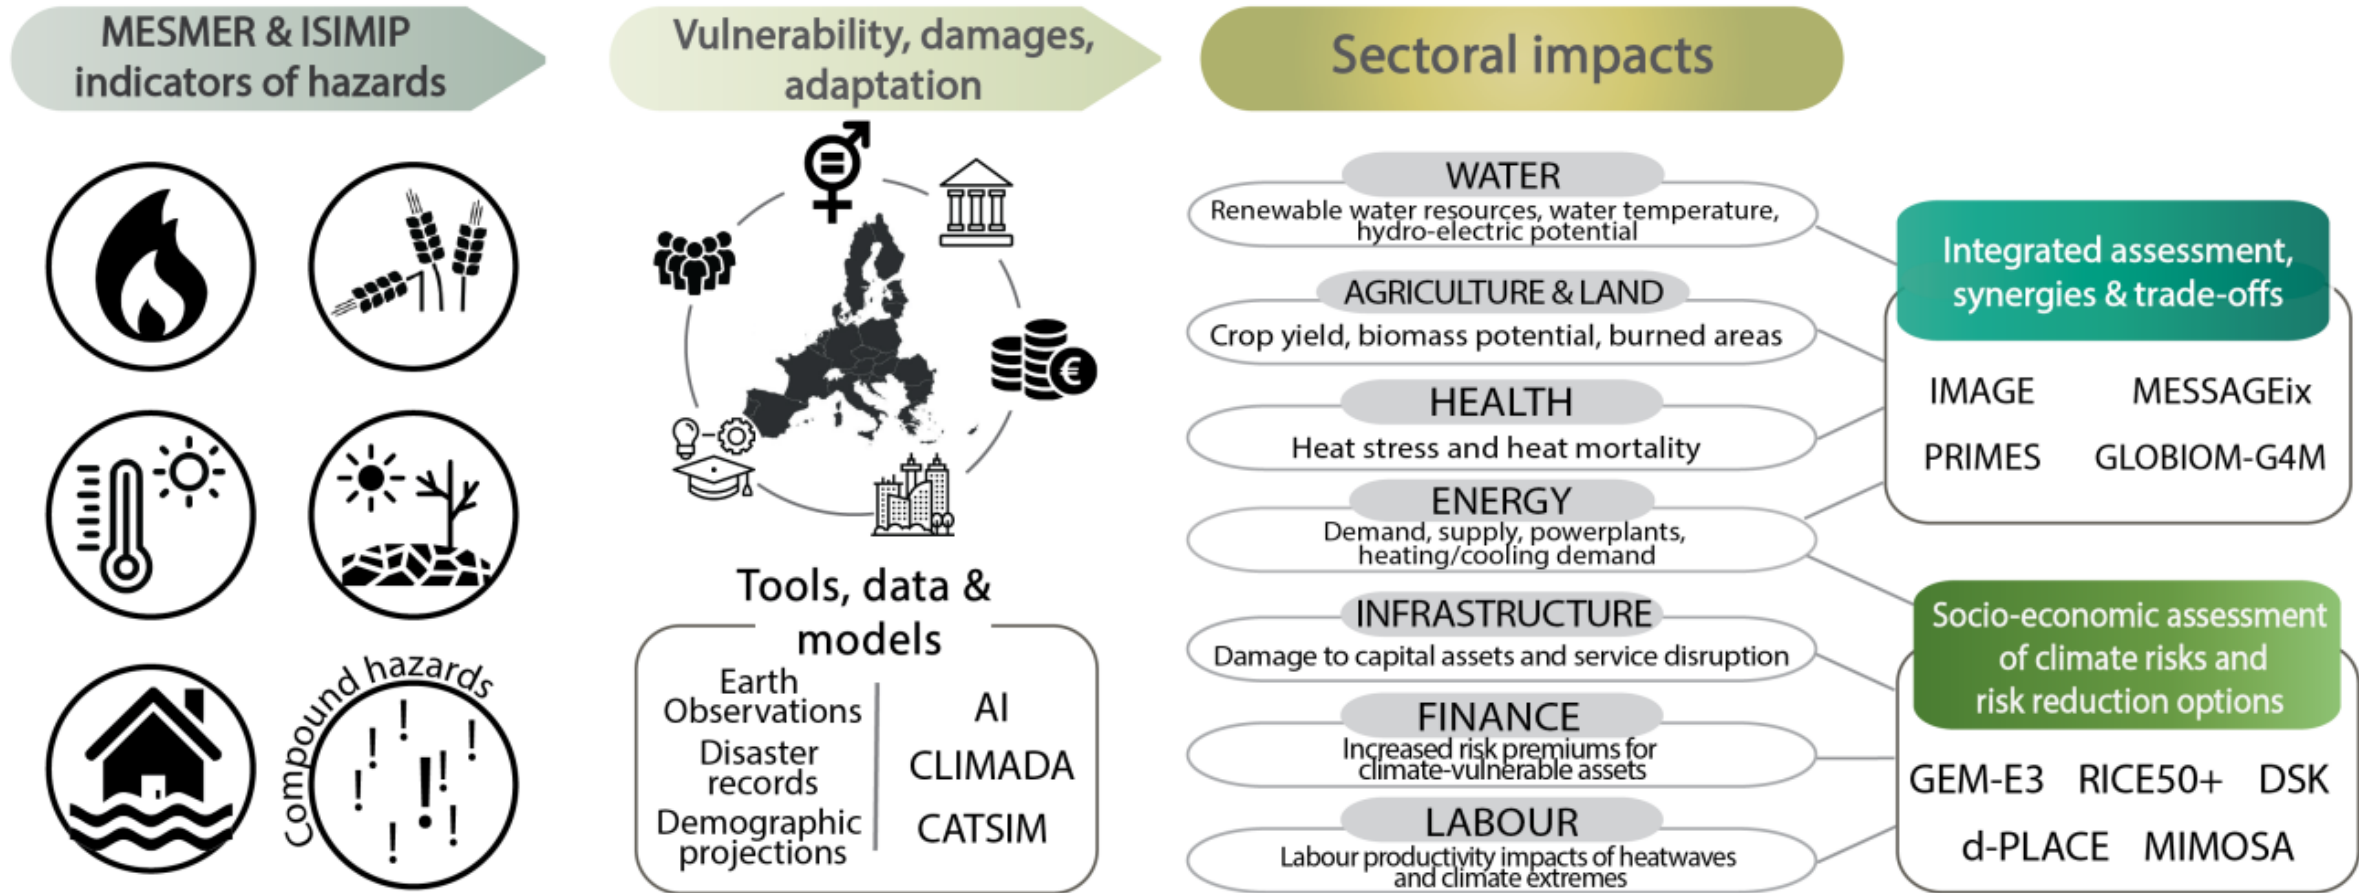 MESMER & ISIMIP
indicators of hazards
Compound hazards
Vulnerability, damages,
adaptation
€
Tools, data &
models
Earth
Observations
Disaster
records
Demographic
projections
AI
CLIMADA
CATSIM
Sectoral impacts
WATER
Renewable water resources, water temperature,
hydro-electric potential
AGRICULTURE & LAND
Crop yield, biomass potential, burned areas
HEALTH
Heat stress and heat mortality
ENERGY
Demand, supply, powerplants,
heating/cooling demand
INFRASTRUCTURE
Damage to capital assets and service disruption
FINANCE
Increased risk premiums for
climate-vulnerable assets
LABOUR
Labour productivity impacts of heatwaves
and climate extremes
Integrated assessment,
synergies & trade-offs
IMAGE MESSAGEix
PRIMES GLOBIOM-G4M
Socio-economic assessment
of climate risks and
risk reduction options
GEM-E3 RICE50+ DSK
d-PLACE MIMOSA